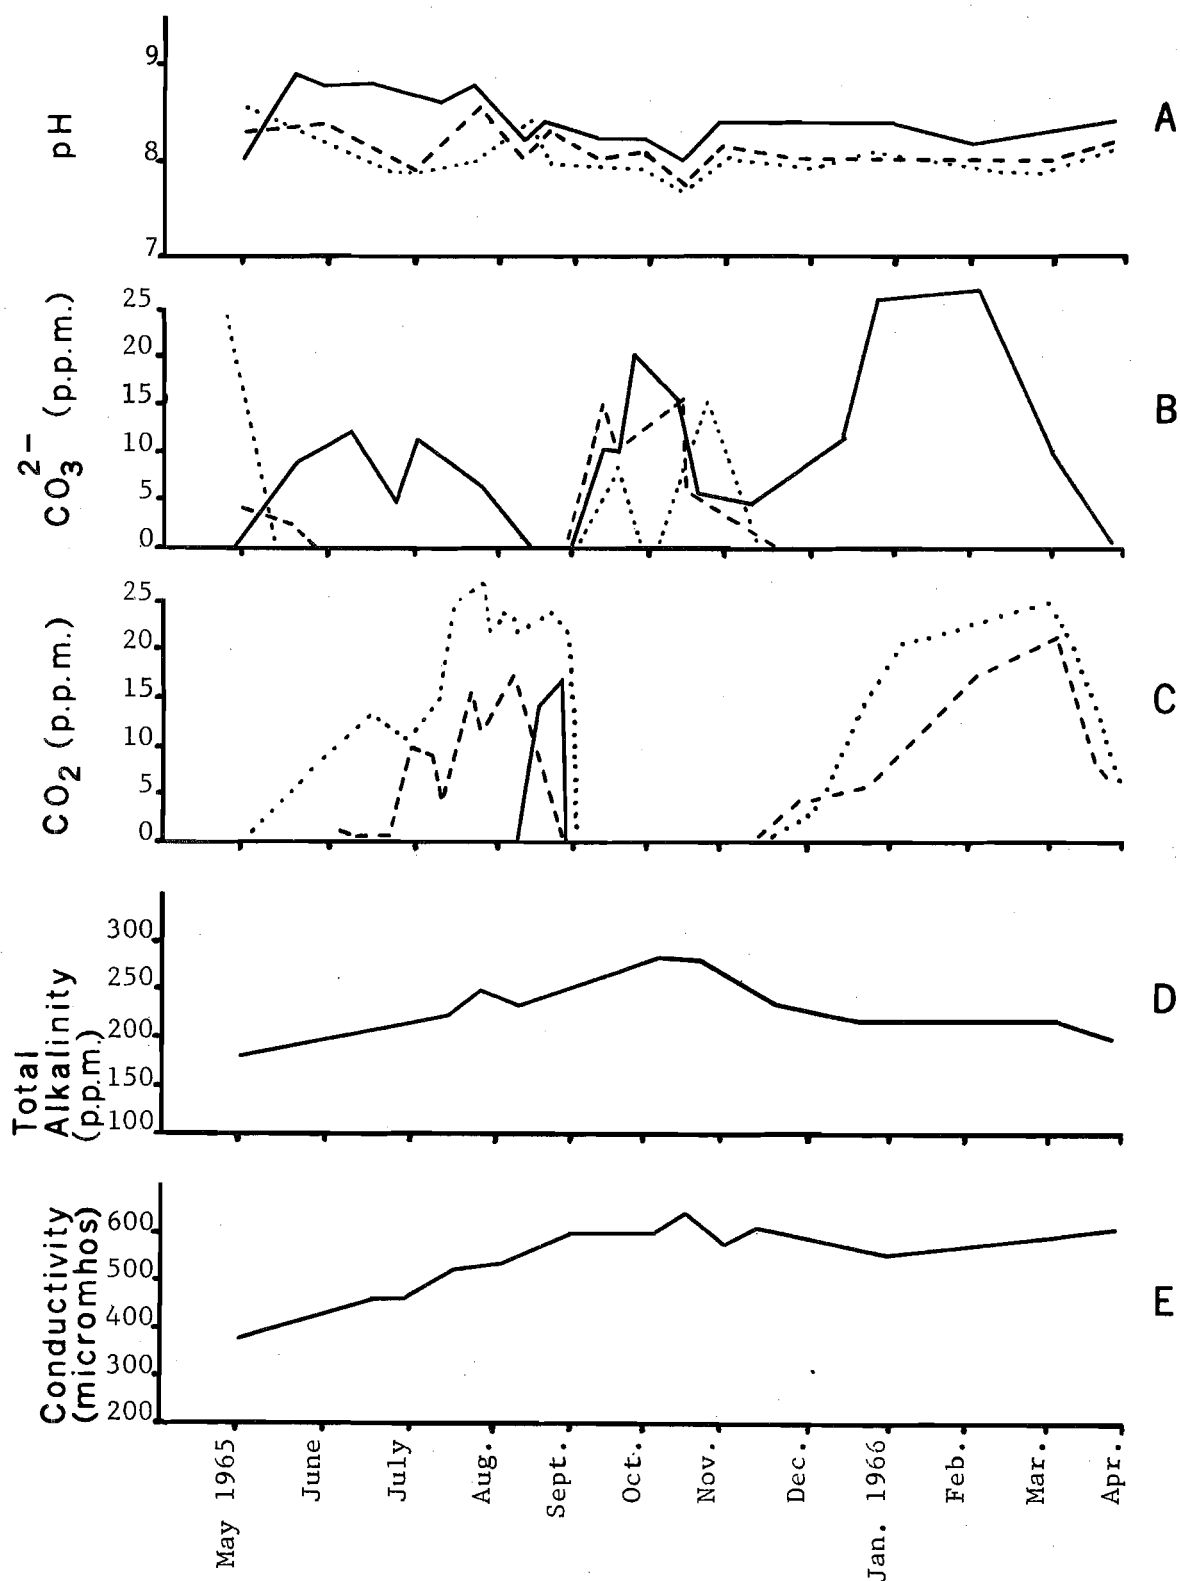 9
8
7
pH
A
25
20
15
10
5
0
CO₃²⁻ (p.p.m.)
B
25
20
15
10
5
0
CO₂ (p.p.m.)
C
300
250
200
150
100
Total
Alkalinity
(p.p.m.)
D
600
500
400
300
200
Conductivity
(micromhos)
E
May 1965
June
July
Aug.
Sept.
Oct.
Nov.
Dec.
Jan. 1966
Feb.
Mar.
Apr.